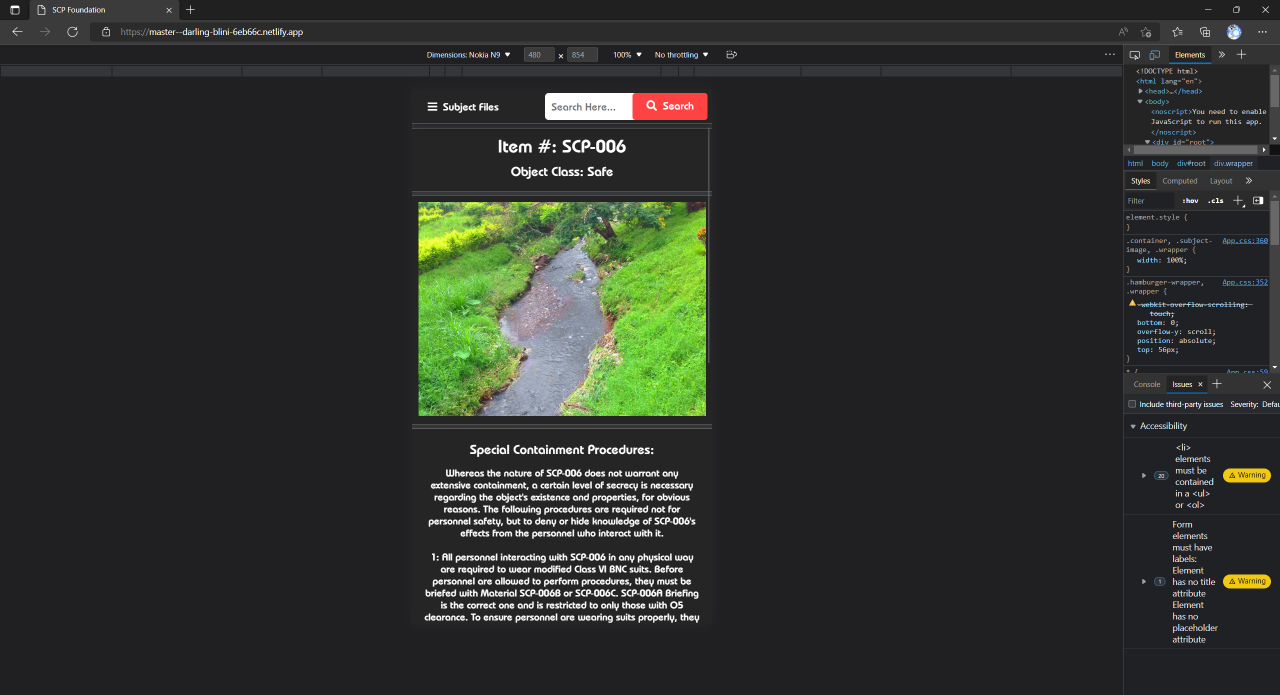 SCP Foundation
https://master--darling-blini-6eb66c.netlify.app
Dimensions: Nokia N9 ▼ 480 × 854 100% ▼ No throttling ▼
Subject Files
Search Here...
Search
Item #: SCP-006
Object Class: Safe
Special Containment Procedures:
Whereas the nature of SCP-006 does not warrant any
extensive containment, a certain level of secrecy is necessary
regarding the object's existence and properties, for obvious
reasons. The following procedures are required not for
personnel safety, but to deny or hide knowledge of SCP-006's
effects from the personnel who interact with it.
1: All personnel interacting with SCP-006 in any physical way
are required to wear modified Class VI BNC suits. Before
personnel are allowed to perform procedures, they must be
briefed with Material SCP-006B or SCP-006C. SCP-006A Briefing
is the correct one and is restricted to only those with O5
clearance. To ensure personnel are wearing suits properly, they
Elements
<!DOCTYPE html>
<html lang="en">
<head>…</head>
<body>
<noscript>You need to enable
JavaScript to run this app.
</noscript>
<div id="root">
html body div#root div.wrapper
Styles Computed Layout
Filter :hov .cls
element.style {
}
.container, .subject- App.css:360
image, .wrapper {
width: 100%;
}
.hamburger-wrapper, App.css:352
.wrapper {
-webkit-overflow-scrolling:
touch;
bottom: 0;
overflow-y: scroll;
position: absolute;
top: 56px;
}
* { App.css:59
Console Issues
Include third-party issues Severity: Defau
Accessibility
20
<li>
elements
must be
contained
in a <ul>
or <ol>
Warning
1
Form
elements
must have
labels:
Element
has no title
attribute
Element
has no
placeholder
attribute
Warning